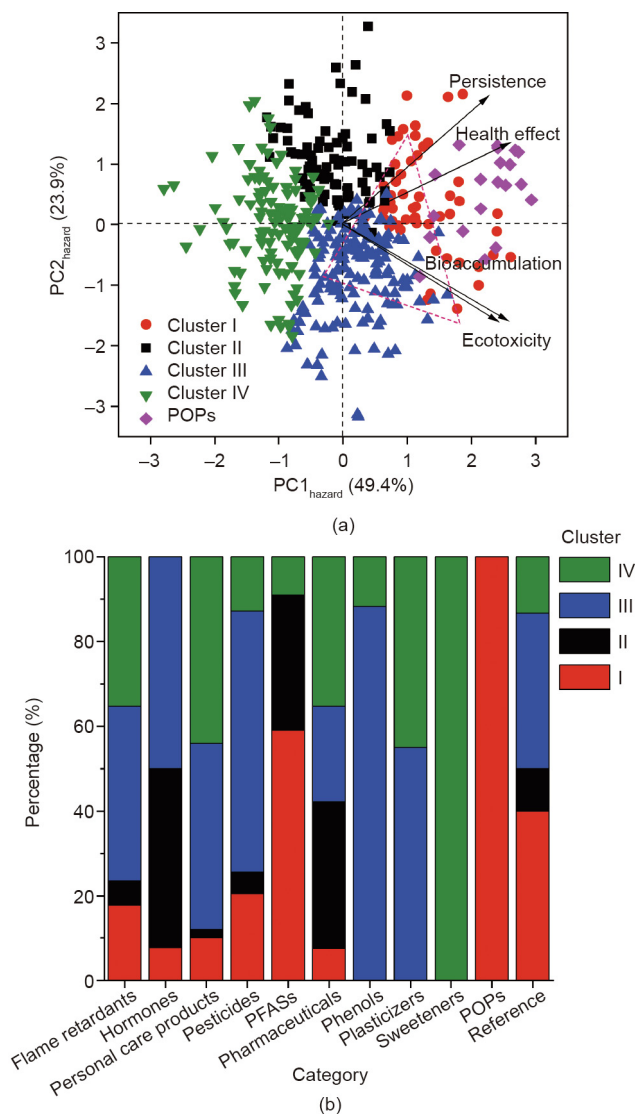 3
2
1
0
–1
–2
–3
PC2hazard (23.9%)
Persistence
Health effect
Bioaccumulation
Ecotoxicity
Cluster I
Cluster II
Cluster III
Cluster IV
POPs
–3 –2 –1 0 1 2 3
PC1hazard (49.4%)
(a)
Cluster
IV
III
II
I
100
80
60
40
20
0
Percentage (%)
Flame retardants
Hormones
Personal care products
Pesticides
PFASs
Pharmaceuticals
Phenols
Plasticizers
Sweeteners
POPs
Reference
Category
(b)